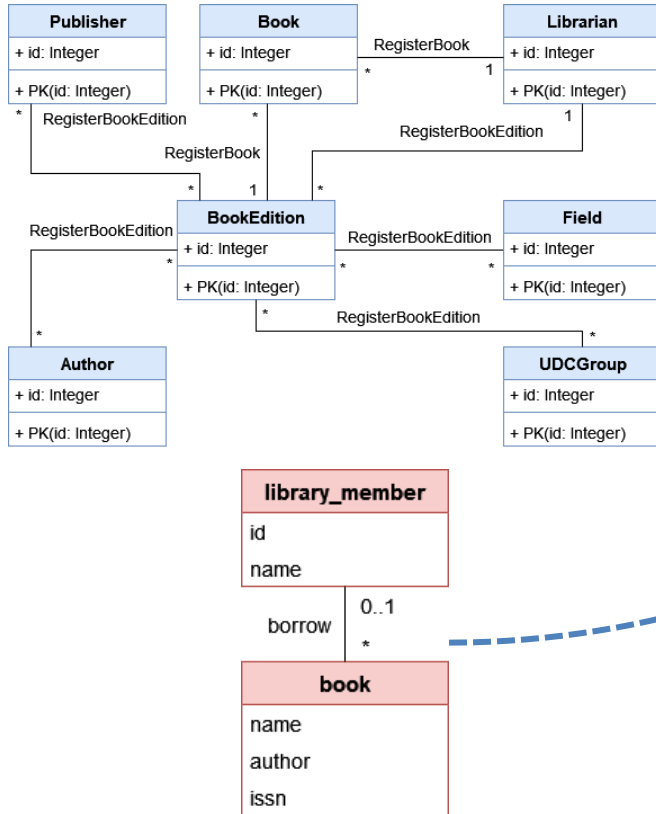 Publisher
+ id: Integer
+ PK(id: Integer)
Book
+ id: Integer
+ PK(id: Integer)
Librarian
+ id: Integer
+ PK(id: Integer)
RegisterBook
*
1
*
RegisterBookEdition
*
RegisterBook
*
1
1
RegisterBookEdition
*
*
BookEdition
+ id: Integer
+ PK(id: Integer)
Field
+ id: Integer
+ PK(id: Integer)
RegisterBookEdition
*
*
RegisterBookEdition
*
*
*
RegisterBookEdition
*
Author
+ id: Integer
+ PK(id: Integer)
UDCGroup
+ id: Integer
+ PK(id: Integer)
library_member
id
name
0..1
borrow
*
book
name
author
issn